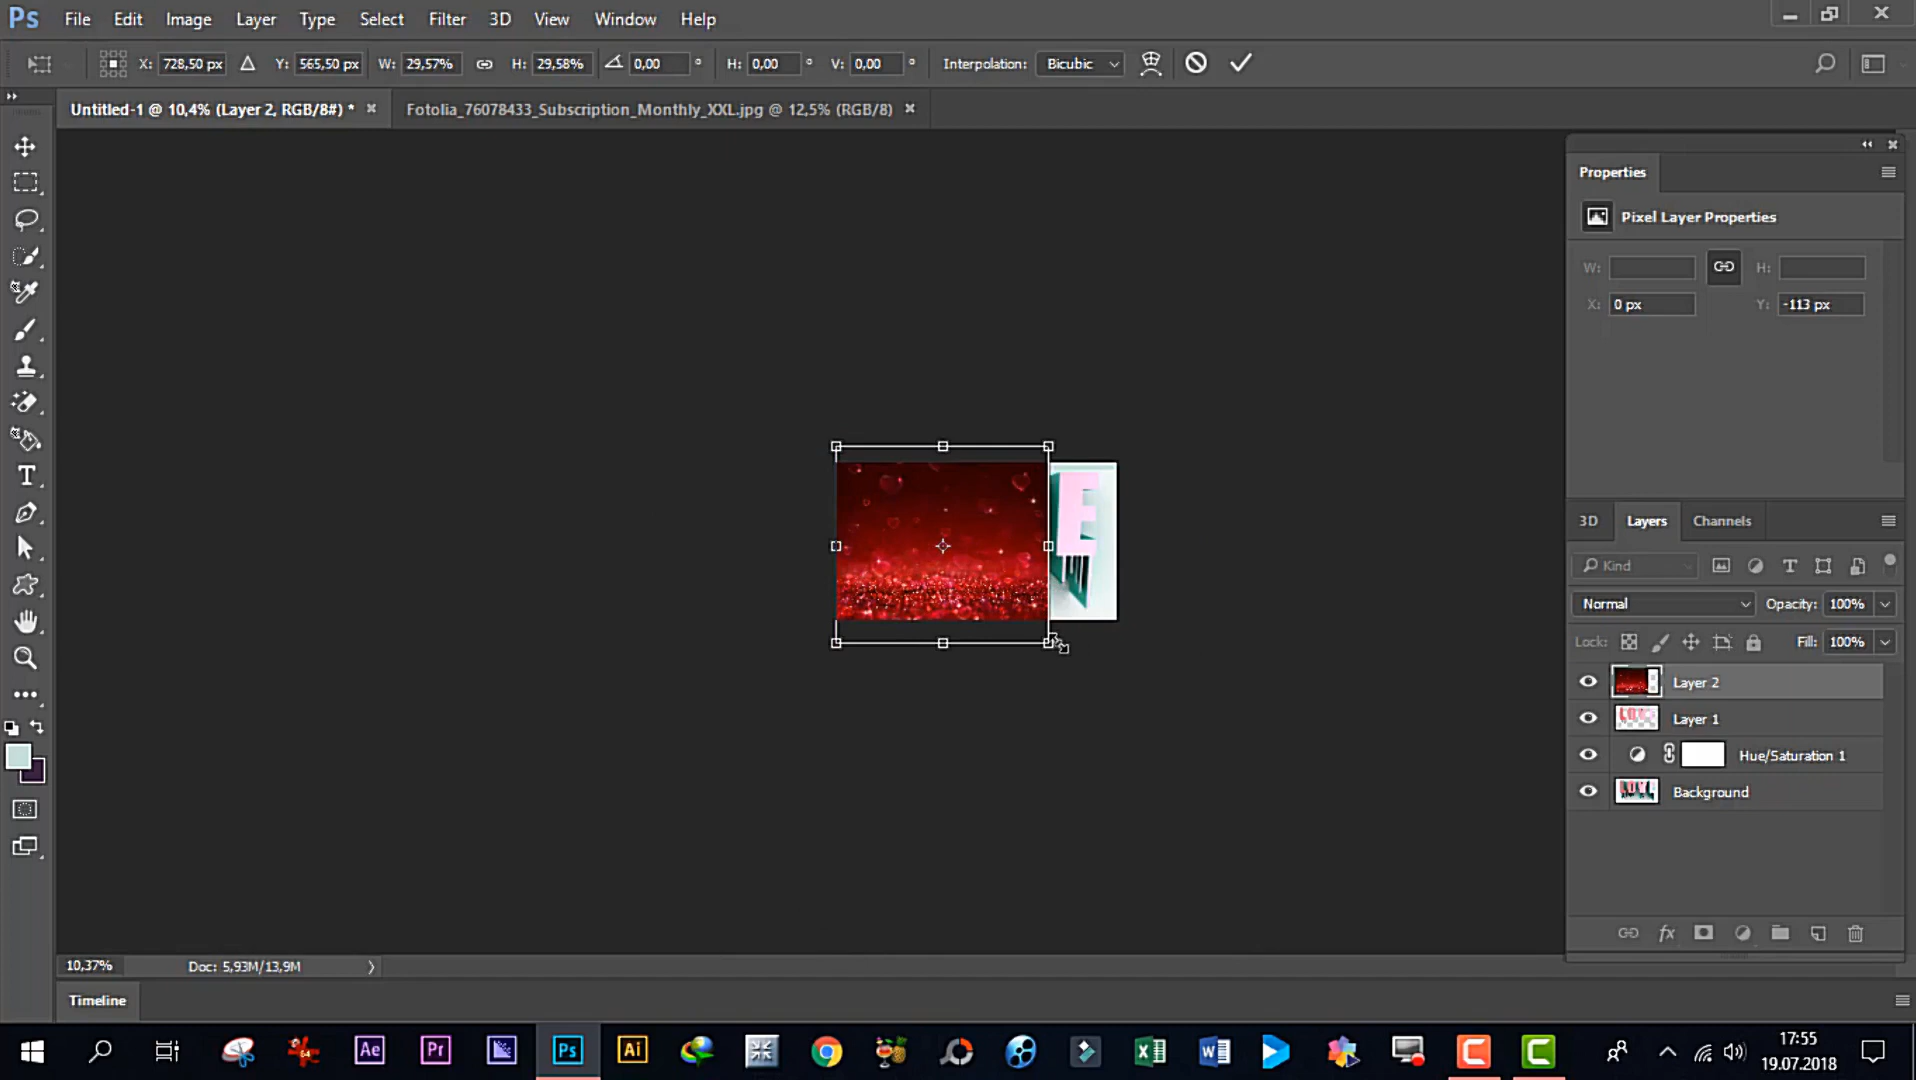 Ps File Edit Image Layer Type Select Filter 3D View Window Help
X: 728,50 px Y: 565,50 px W: 29,57% H: 29,58% 0,00 ° H: 0,00 ° V: 0,00 ° Interpolation: Bicubic
Untitled-1 @ 10,4% (Layer 2, RGB/8#) * Fotolia_76078433_Subscription_Monthly_XXL.jpg @ 12,5% (RGB/8)
Properties
Pixel Layer Properties
W: H:
X: 0 px Y: -113 px
E
3D Layers Channels
Kind
Normal Opacity: 100%
Lock: Fill: 100%
Layer 2
Layer 1
Hue/Saturation 1
Background
10,37% Doc: 5,93M/13,9M
Timeline
Ae Pr Ps Ai
17:55
19.07.2018